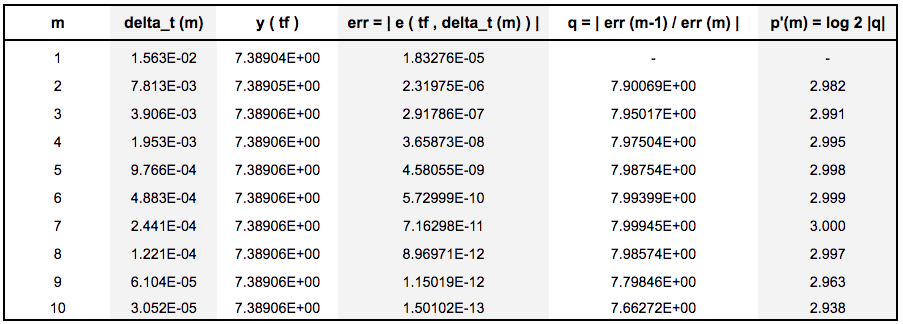 m delta_t (m) y ( tf ) err = | e ( tf , delta_t (m) ) | q = | err (m-1) / err (m) | p'(m) = log 2 |q|
1 1.563E-02 7.38904E+00 1.83276E-05 - -
2 7.813E-03 7.38905E+00 2.31975E-06 7.90069E+00 2.982
3 3.906E-03 7.38906E+00 2.91786E-07 7.95017E+00 2.991
4 1.953E-03 7.38906E+00 3.65873E-08 7.97504E+00 2.995
5 9.766E-04 7.38906E+00 4.58055E-09 7.98754E+00 2.998
6 4.883E-04 7.38906E+00 5.72999E-10 7.99399E+00 2.999
7 2.441E-04 7.38906E+00 7.16298E-11 7.99945E+00 3.000
8 1.221E-04 7.38906E+00 8.96971E-12 7.98574E+00 2.997
9 6.104E-05 7.38906E+00 1.15019E-12 7.79846E+00 2.963
10 3.052E-05 7.38906E+00 1.50102E-13 7.66272E+00 2.938